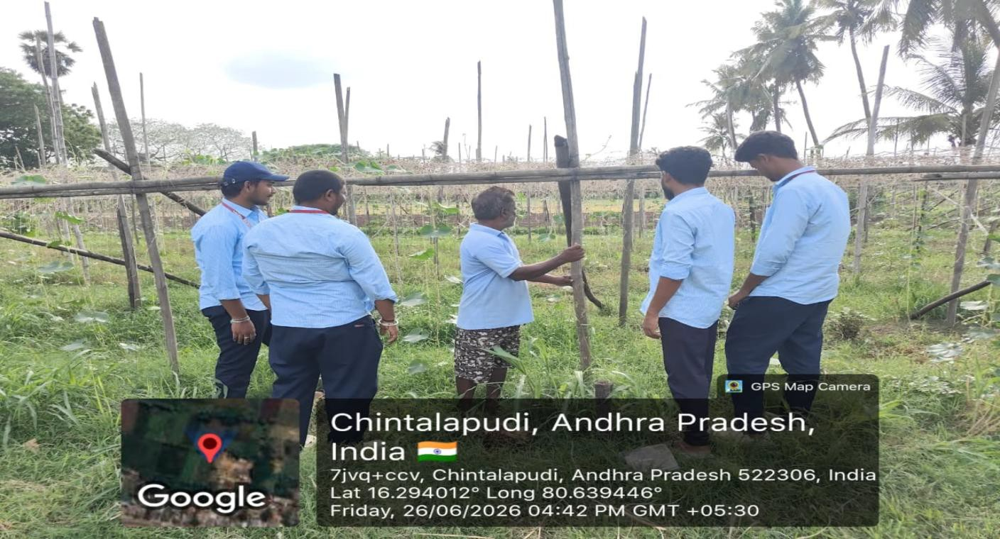 GPS Map Camera
Chintalapudi, Andhra Pradesh,
India 🇮🇳
7jvq+ccv, Chintalapudi, Andhra Pradesh 522306, India
Lat 16.294012° Long 80.639446°
Friday, 26/06/2026 04:42 PM GMT +05:30
Google